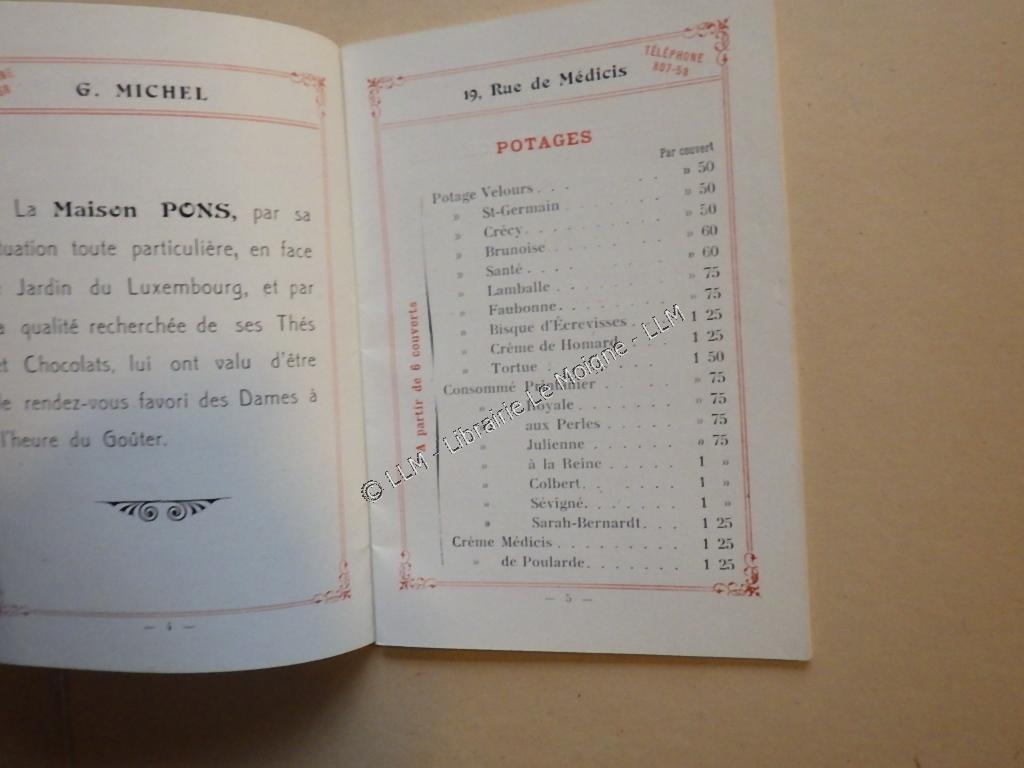 G. MICHEL
La Maison PONS, par sa
tuation toute particulière, en face
Jardin du Luxembourg, et par
a qualité recherchée de ses Thés
et Chocolats, lui ont valu d'être
le rendez-vous favori des Dames à
l'heure du Goûter.
— 4 —
19, Rue de Médicis
TÉLÉPHONE
807-58
POTAGES
Par couvert
A partir de 6 couverts
Potage Velours . . . . » 50
» St-Germain . . . . . . . » 50
» Crécy . . . . . . . . » 50
» Brunoise . . . . . . . » 60
» Santé . . . . . . . . » 60
» Lamballe . . . . . . . » 75
» Faubonne . . . . . . . » 75
» Bisque d'Écrevisses . . . . 1 25
» Crème de Homard . . . . 1 25
» Tortue . . . . . . . 1 50
Consommé Printanier . . . . . » 75
» Royale . . . . . . . » 75
» aux Perles . . . . . » 75
» Julienne . . . . . . » 75
» à la Reine . . . . . 1 »
» Colbert . . . . . . 1 »
» Sévigné . . . . . . 1 »
» Sarah-Bernardt . . . 1 25
Crème Médicis . . . . . . . . . 1 25
» de Poularde . . . . . . . 1 25
— 5 —
© LLM - Librairie Le Moigne - LLM